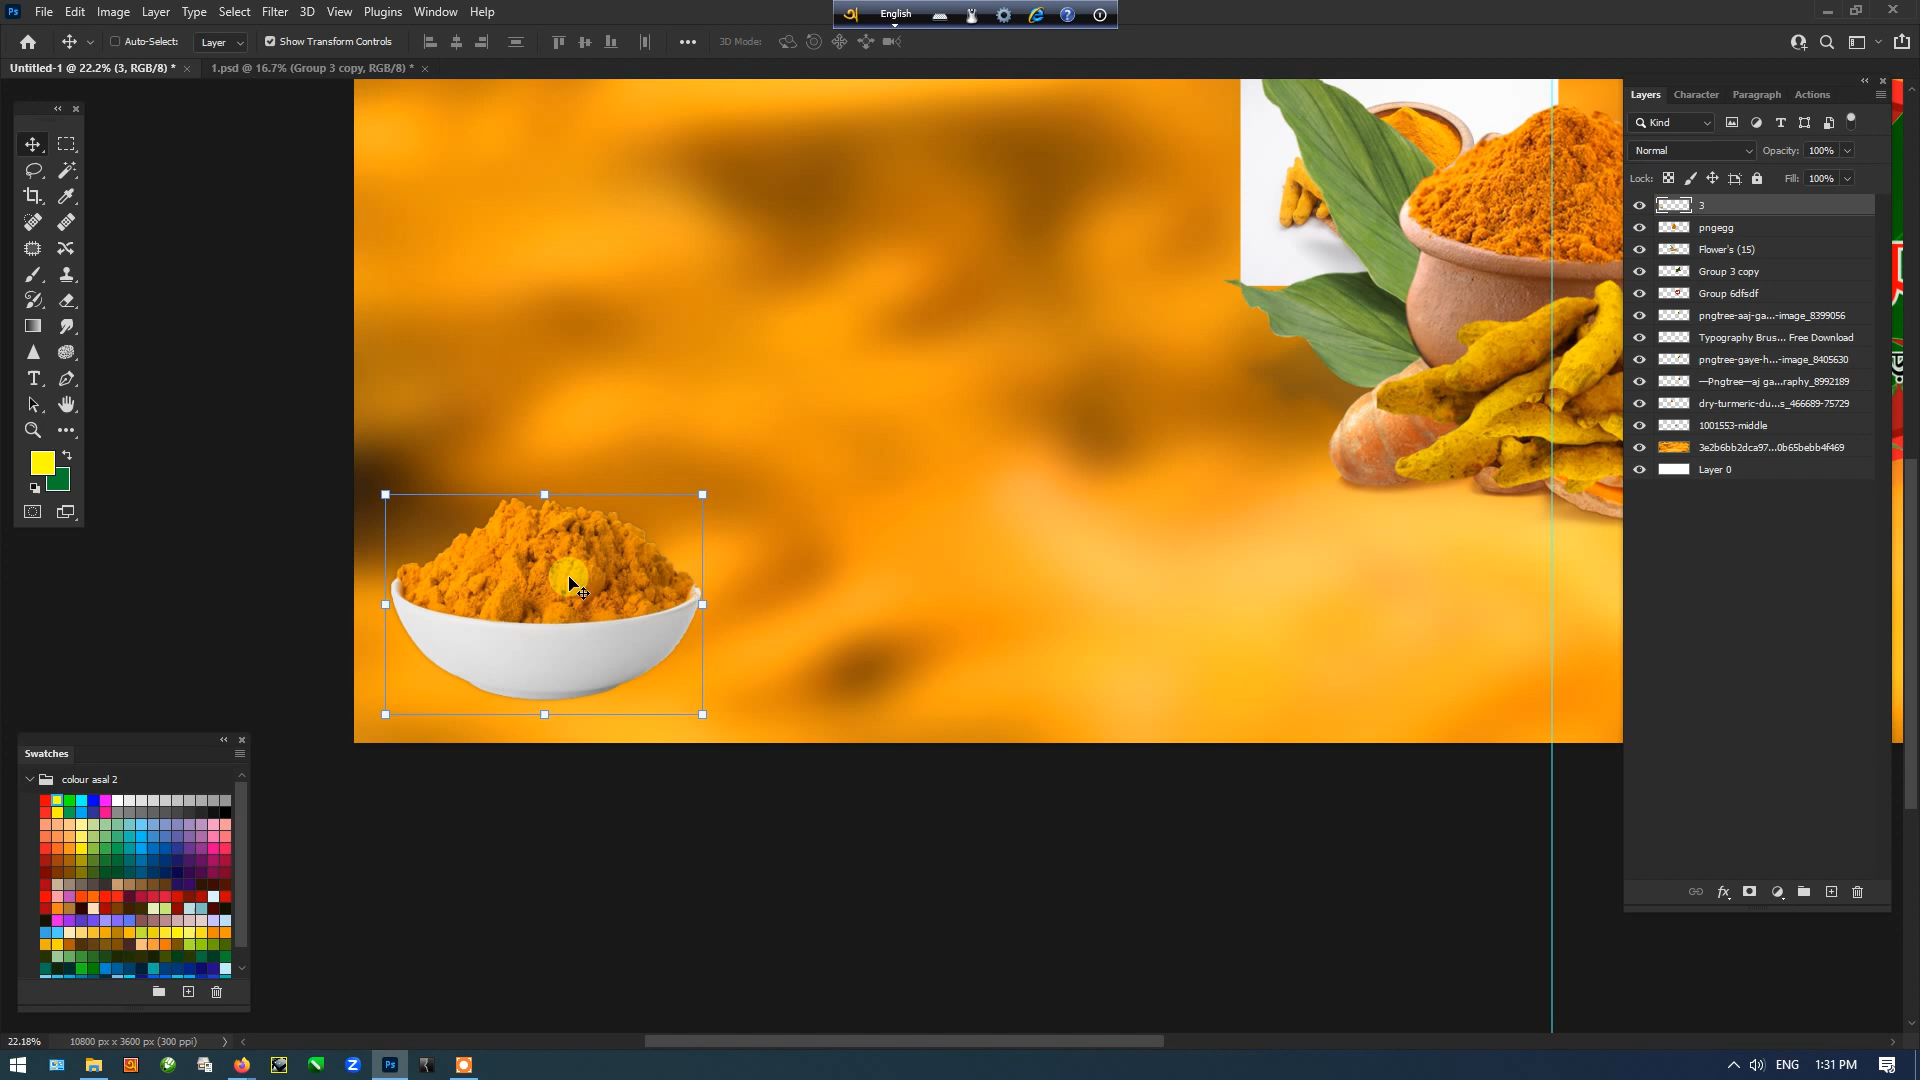 Ps File Edit Image Layer Type Select Filter 3D View Plugins Window Help
অ English
Auto-Select: Layer Show Transform Controls 3D Mode:
Untitled-1 @ 22.2% (3, RGB/8) * × 1.psd @ 16.7% (Group 3 copy, RGB/8) * ×
Layers Character Paragraph Actions
Kind
Normal Opacity: 100%
Lock: Fill: 100%
3
pngegg
Flower's (15)
Group 3 copy
Group 6dfsdf
pngtree-aaj-ga...-image_8399056
Typography Brus... Free Download
pngtree-gaye-h...-image_8405630
—Pngtree—aj ga...raphy_8992189
dry-turmeric-du...s_466689-75729
1001553-middle
3e2b6bb2dca97...0b65bebb4f469
Layer 0
fx
Swatches
colour asal 2
22.18% 10800 px x 3600 px (300 ppi)
Ps ENG 1:31 PM